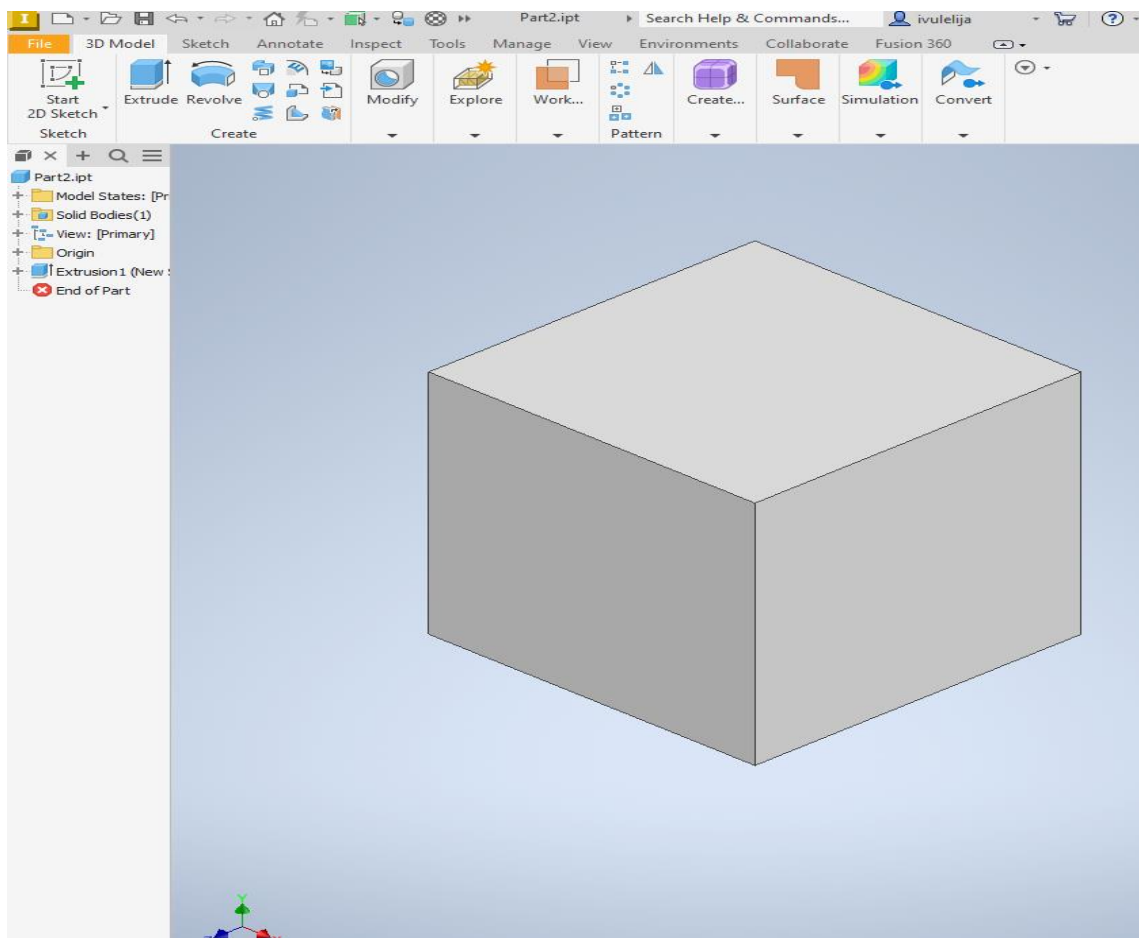 I Part2.ipt Search Help & Commands... ivulelija ?
File 3D Model Sketch Annotate Inspect Tools Manage View Environments Collaborate Fusion 360
Start
2D Sketch
Extrude Revolve
Modify Explore Work... Create... Surface Simulation Convert
Sketch Create Pattern
Part2.ipt
Model States: [Pr
Solid Bodies(1)
View: [Primary]
Origin
Extrusion1 (New
End of Part
Y